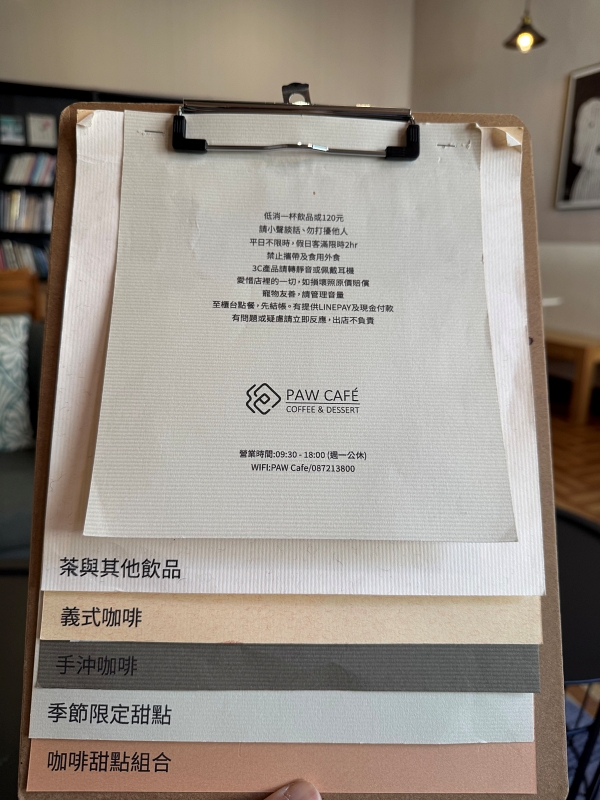 低消一杯飲品或120元
請小聲談話、勿打擾他人
平日不限時，假日客滿限時2hr
禁止攜帶及食用外食
3C產品請轉靜音或佩戴耳機
愛惜店裡的一切，如損壞照原價賠償
寵物友善，請管理音量
至櫃台點餐，先結帳。有提供LINEPAY及現金付款
有問題或疑慮請立即反應，出店不負責
PAW CAFÉ
COFFEE & DESSERT
營業時間:09:30 - 18:00 (週一公休)
WIFI:PAW Cafe/087213800
茶與其他飲品
義式咖啡
手沖咖啡
季節限定甜點
咖啡甜點組合